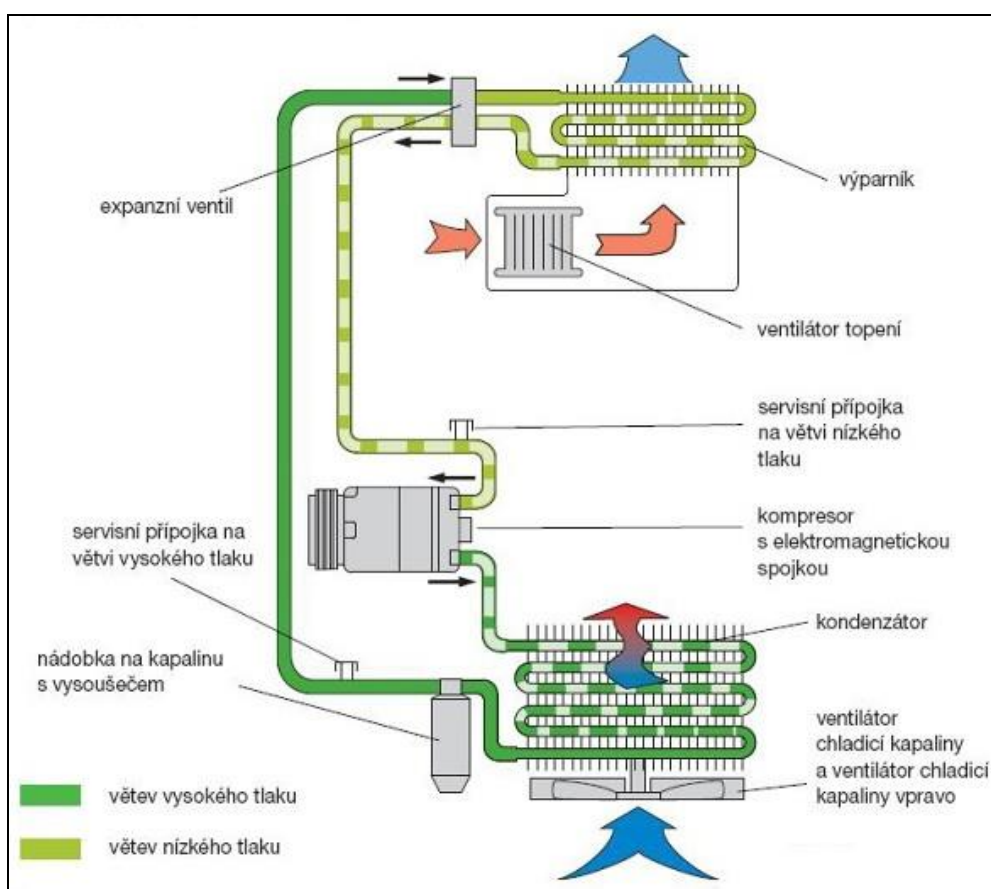 expanzní ventil
výparník
ventilátor topení
servisní přípojka
na větvi nízkého
tlaku
servisní přípojka na
větvi vysokého tlaku
kompresor
s elektromagnetickou
spojkou
kondenzátor
nádobka na kapalinu
s vysoušečem
ventilátor
chladicí kapaliny
a ventilátor chladicí
kapaliny vpravo
větev vysokého tlaku
větev nízkého tlaku